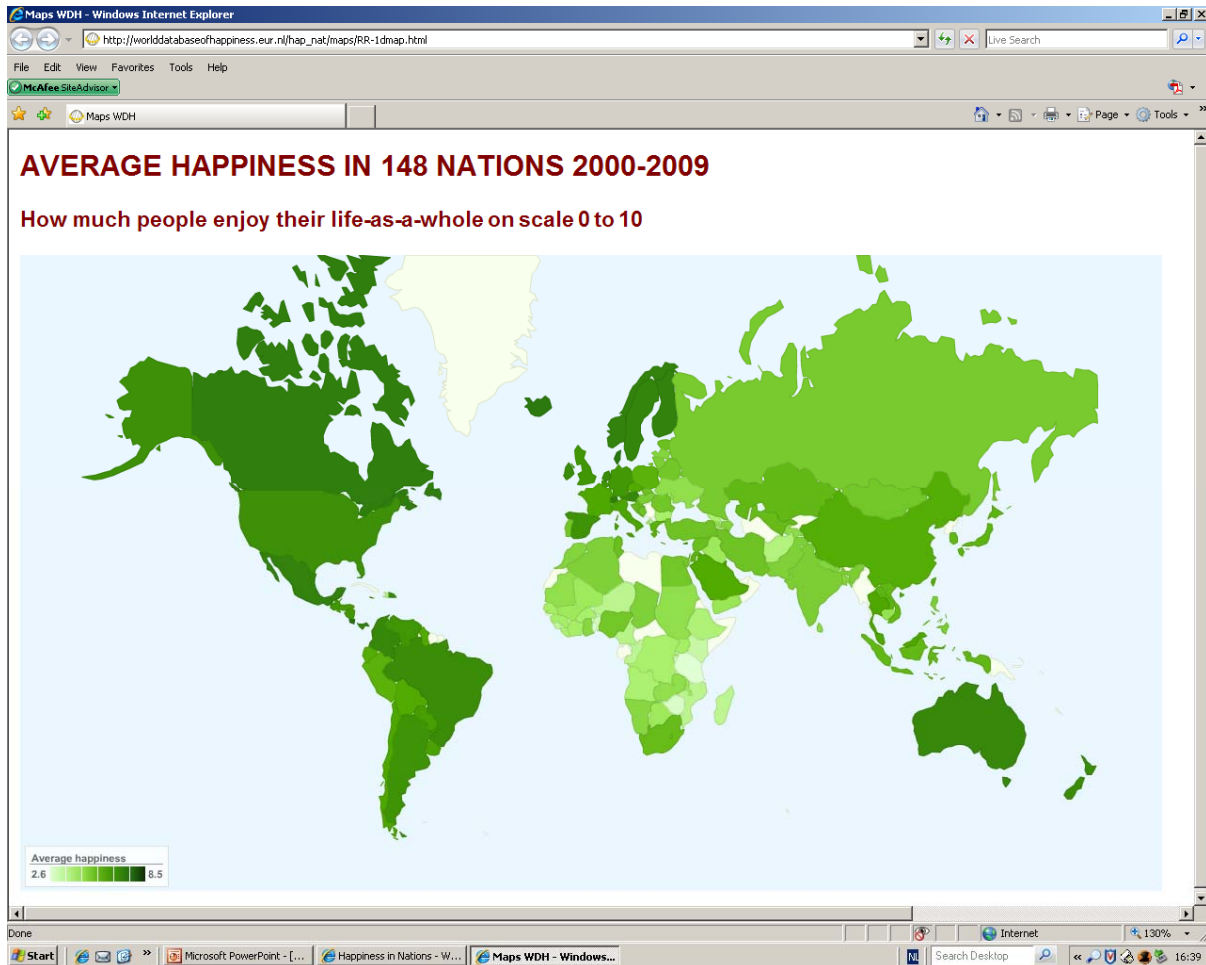 Maps WDH - Windows Internet Explorer
http://worlddatabaseofhappiness.eur.nl/hap_nat/maps/RR-1dmap.html
Live Search
File Edit View Favorites Tools Help
McAfee SiteAdvisor
Maps WDH
Page Tools
AVERAGE HAPPINESS IN 148 NATIONS 2000-2009
How much people enjoy their life-as-a-whole on scale 0 to 10
Average happiness
2.6 8.5
Done Internet 130%
Start Microsoft PowerPoint - [... Happiness in Nations - W... Maps WDH - Windows... NL Search Desktop 16:39